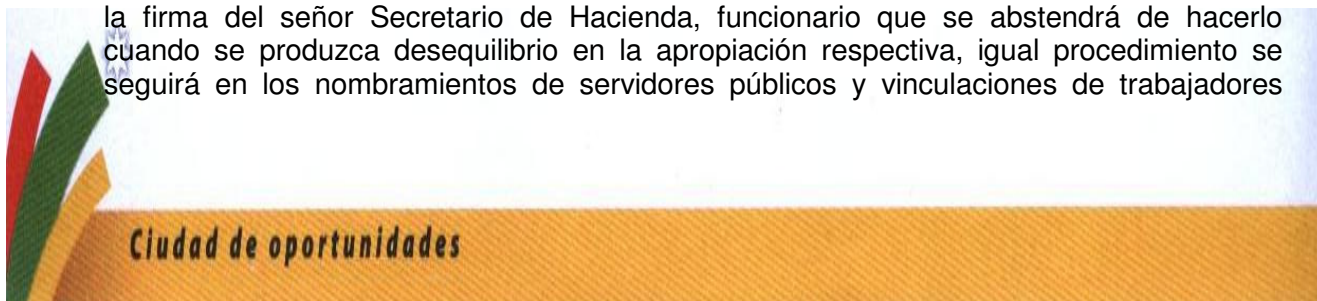 la firma del señor Secretario de Hacienda, funcionario que se abstendrá de hacerlo
cuando se produzca desequilibrio en la apropiación respectiva, igual procedimiento se
seguirá en los nombramientos de servidores públicos y vinculaciones de trabajadores
Ciudad de oportunidades